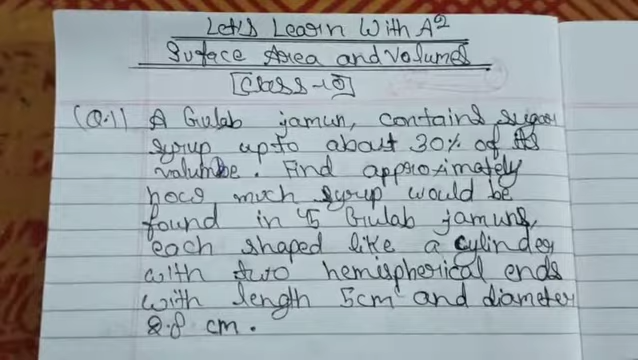 Let's Learn With A²
Surface Area and Volumes
[Class-10]
(Q.1) A Gulab jamun, contains sugar
syrup upto about 30% of its
volume. Find approximately
how much syrup would be
found in 45 Gulab jamuns,
each shaped like a cylinder
with two hemispherical ends
with length 5cm and diameter
2.8 cm.